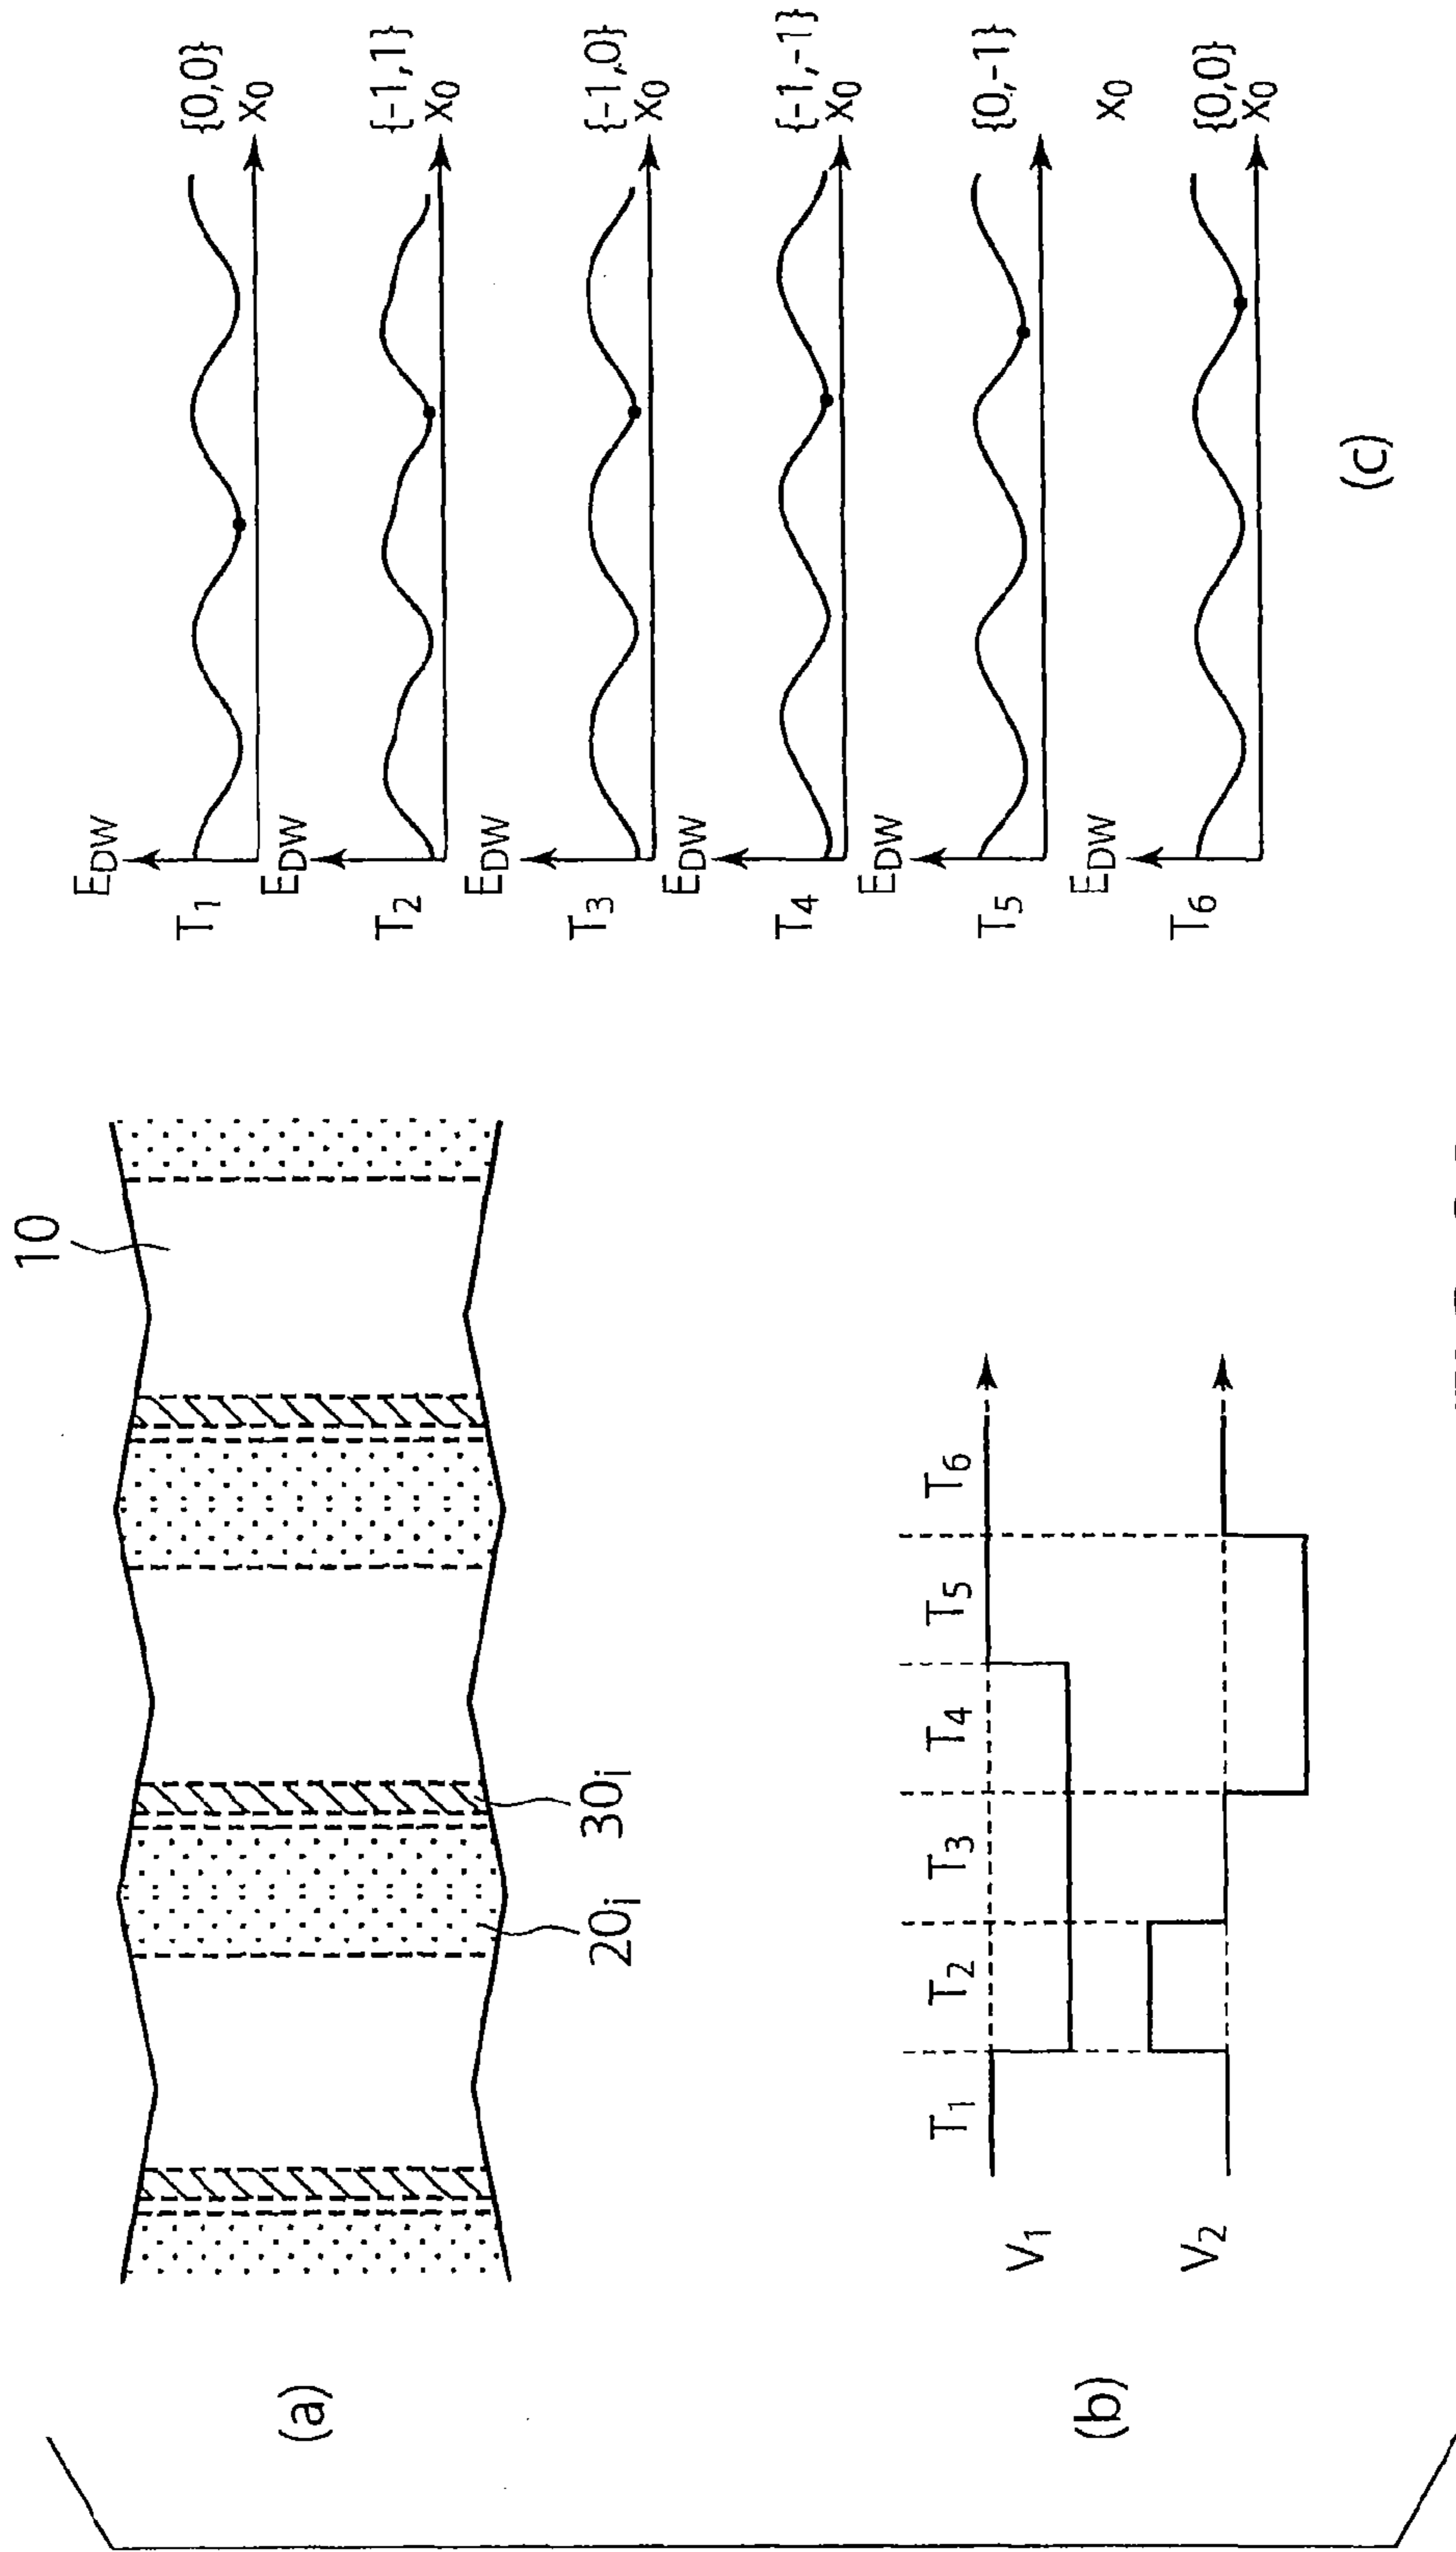 (a)
10
20i
30i
(b)
T1 T2 T3 T4 T5 T6
V1
V2
T1 EDW {0,0} x0
T2 EDW {-1,1} x0
T3 EDW {-1,0} x0
T4 EDW {-1,-1} x0
T5 EDW {0,-1} x0
T6 EDW {0,0} x0
(c)